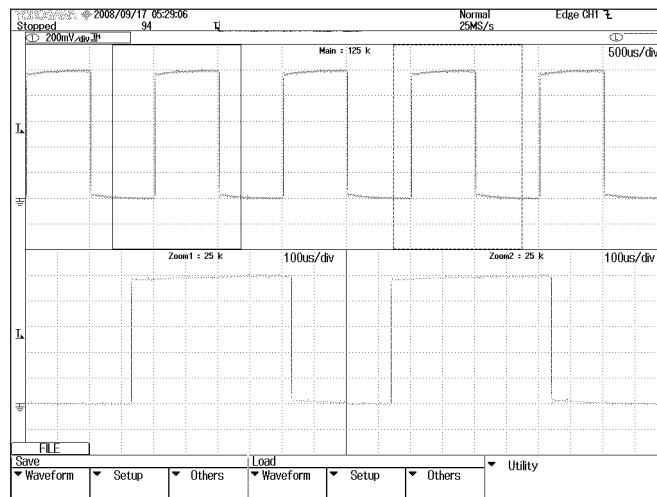 YOKOGAWA 2008/09/17 05:29:06
Normal
Edge CH1
Stopped
94
25MS/s
200mV/div
Main : 125 k
500us/div
Zoom1 : 25 k
100us/div
Zoom2 : 25 k
100us/div
FILE
Save
Load
Waveform
Setup
Others
Waveform
Setup
Others
Utility